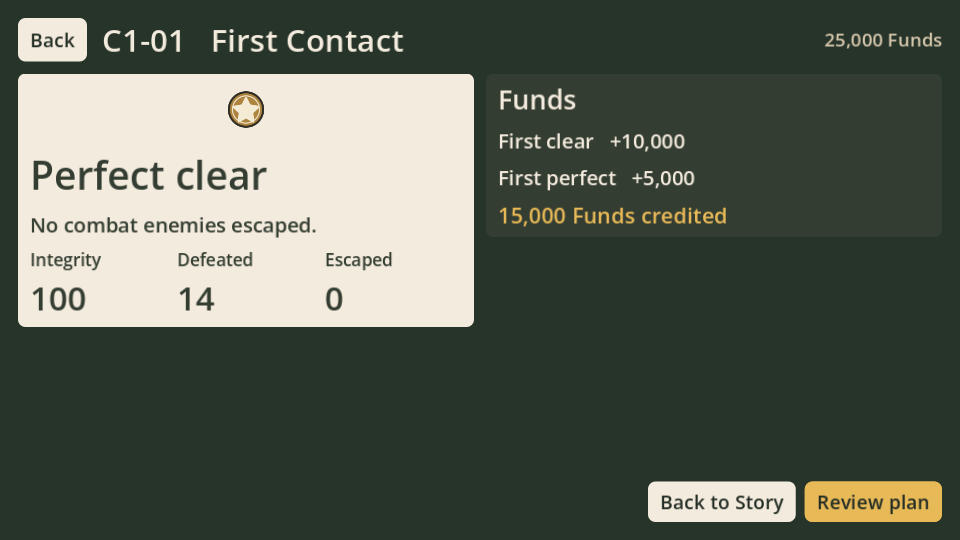 Back
C1-01 First Contact
25,000 Funds
Perfect clear
No combat enemies escaped.
Integrity Defeated Escaped
100 14 0
Funds
First clear +10,000
First perfect +5,000
15,000 Funds credited
Back to Story
Review plan